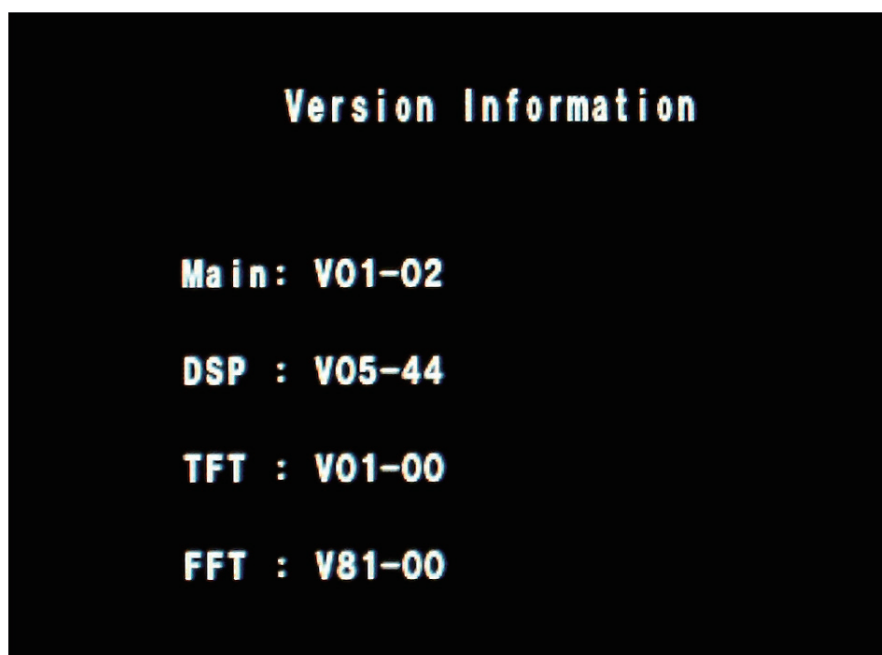 Version Information
Main: V01-02
DSP : V05-44
TFT : V01-00
FFT : V81-00